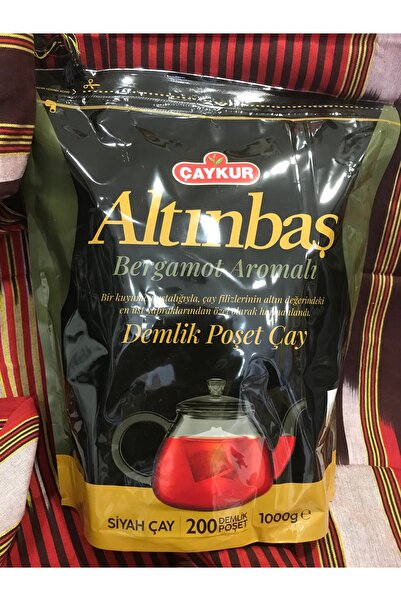 ÇAYKUR
Altınbaş
Bergamot Aromalı
Bir kuyumcu ustalığıyla, çay filizlerinin altın değerindeki
en üst yapraklarından özel olarak harmanlandı.
Demlik Poşet Çay
SİYAH ÇAY 200 DEMLİK POŞET 1000g e